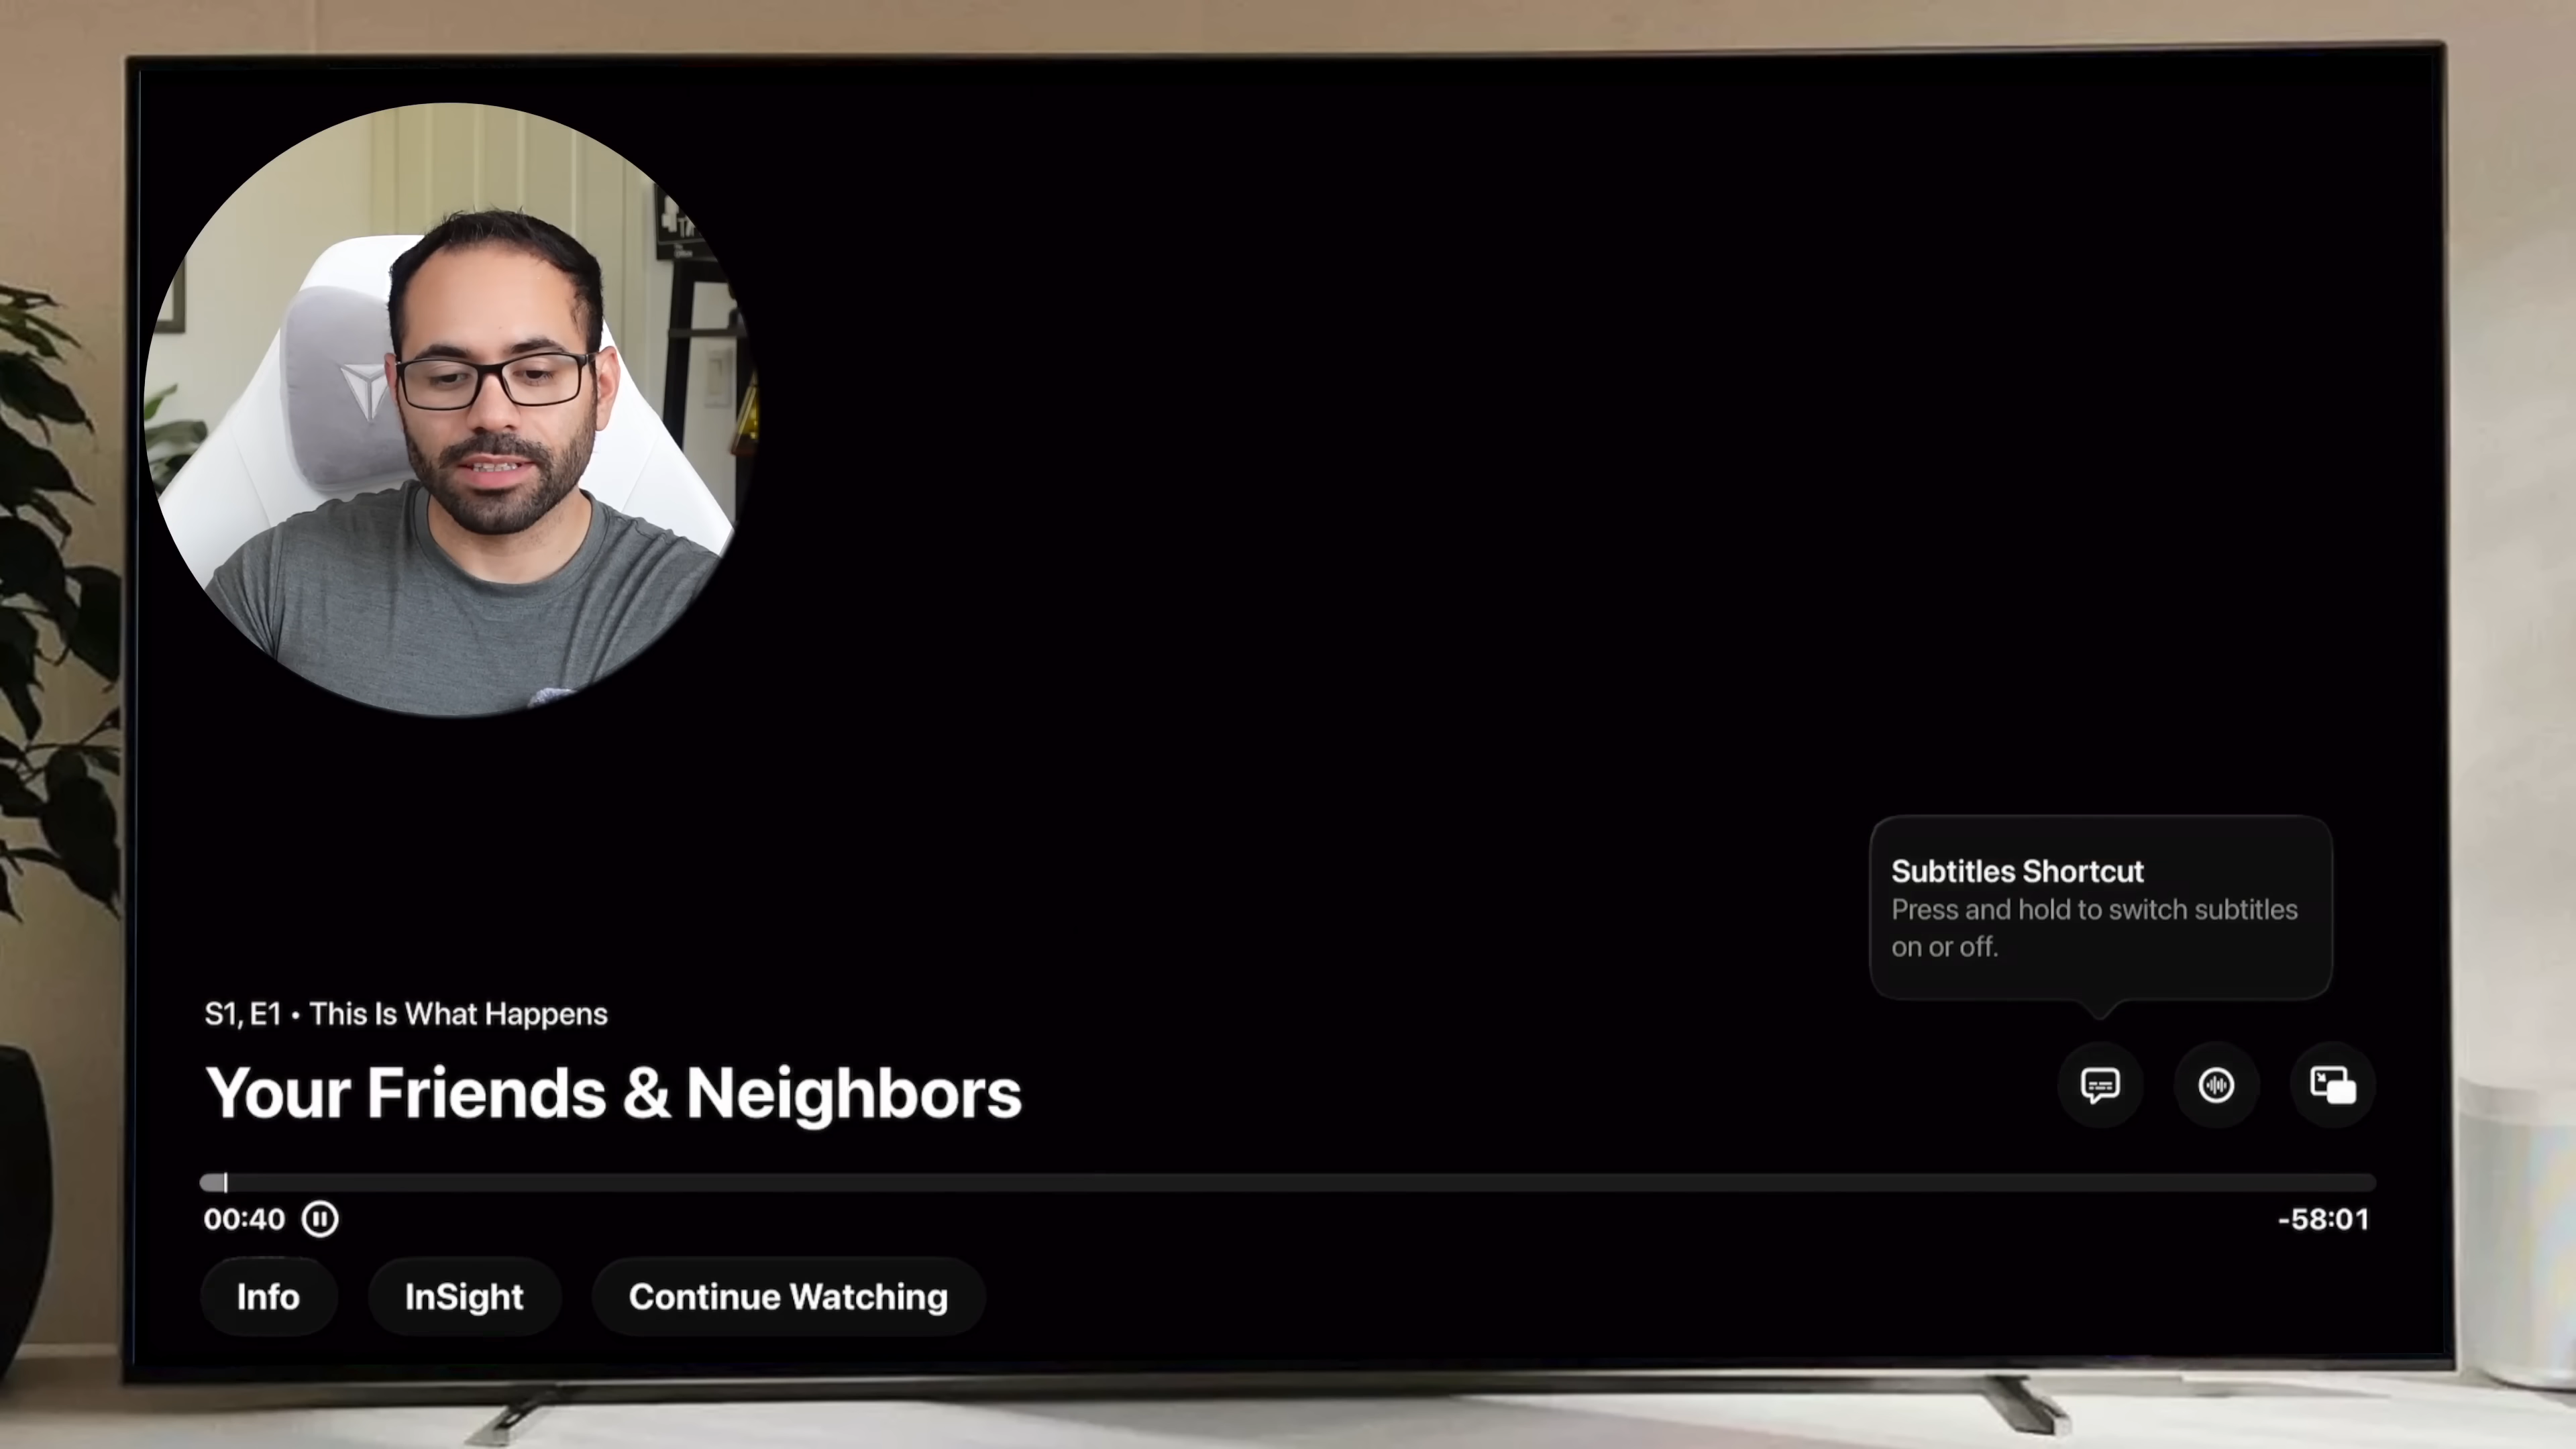 Subtitles Shortcut
Press and hold to switch subtitles
on or off.
S1, E1 • This Is What Happens
Your Friends & Neighbors
00:40
-58:01
Info
InSight
Continue Watching